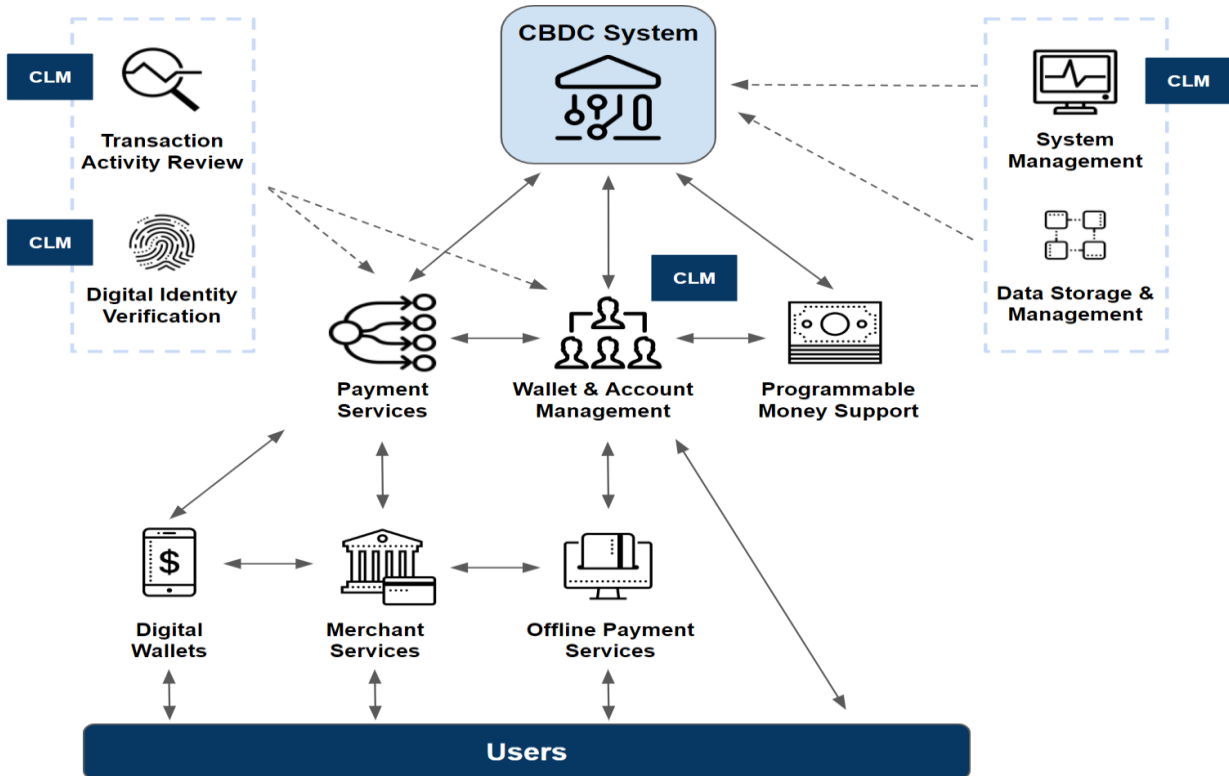 CBDC System
CLM
Transaction
Activity Review
CLM
Digital Identity
Verification
CLM
System
Management
Data Storage &
Management
CLM
Payment
Services
Wallet & Account
Management
Programmable
Money Support
$
Digital
Wallets
Merchant
Services
Offline Payment
Services
Users